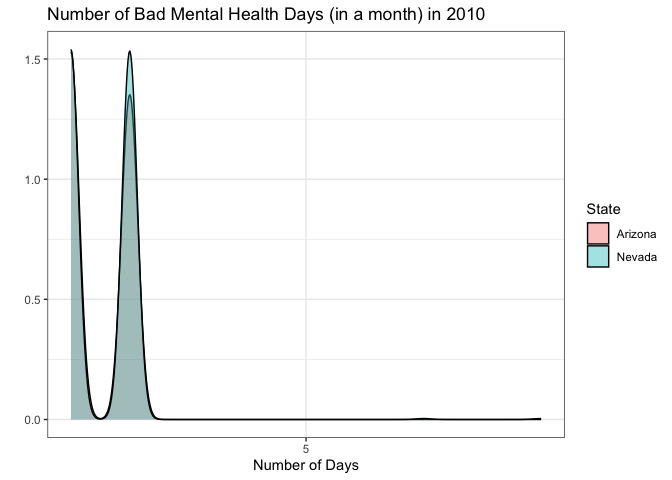 Number of Bad Mental Health Days (in a month) in 2010
1.5
1.0
0.5
0.0
5
Number of Days
State
Arizona
Nevada